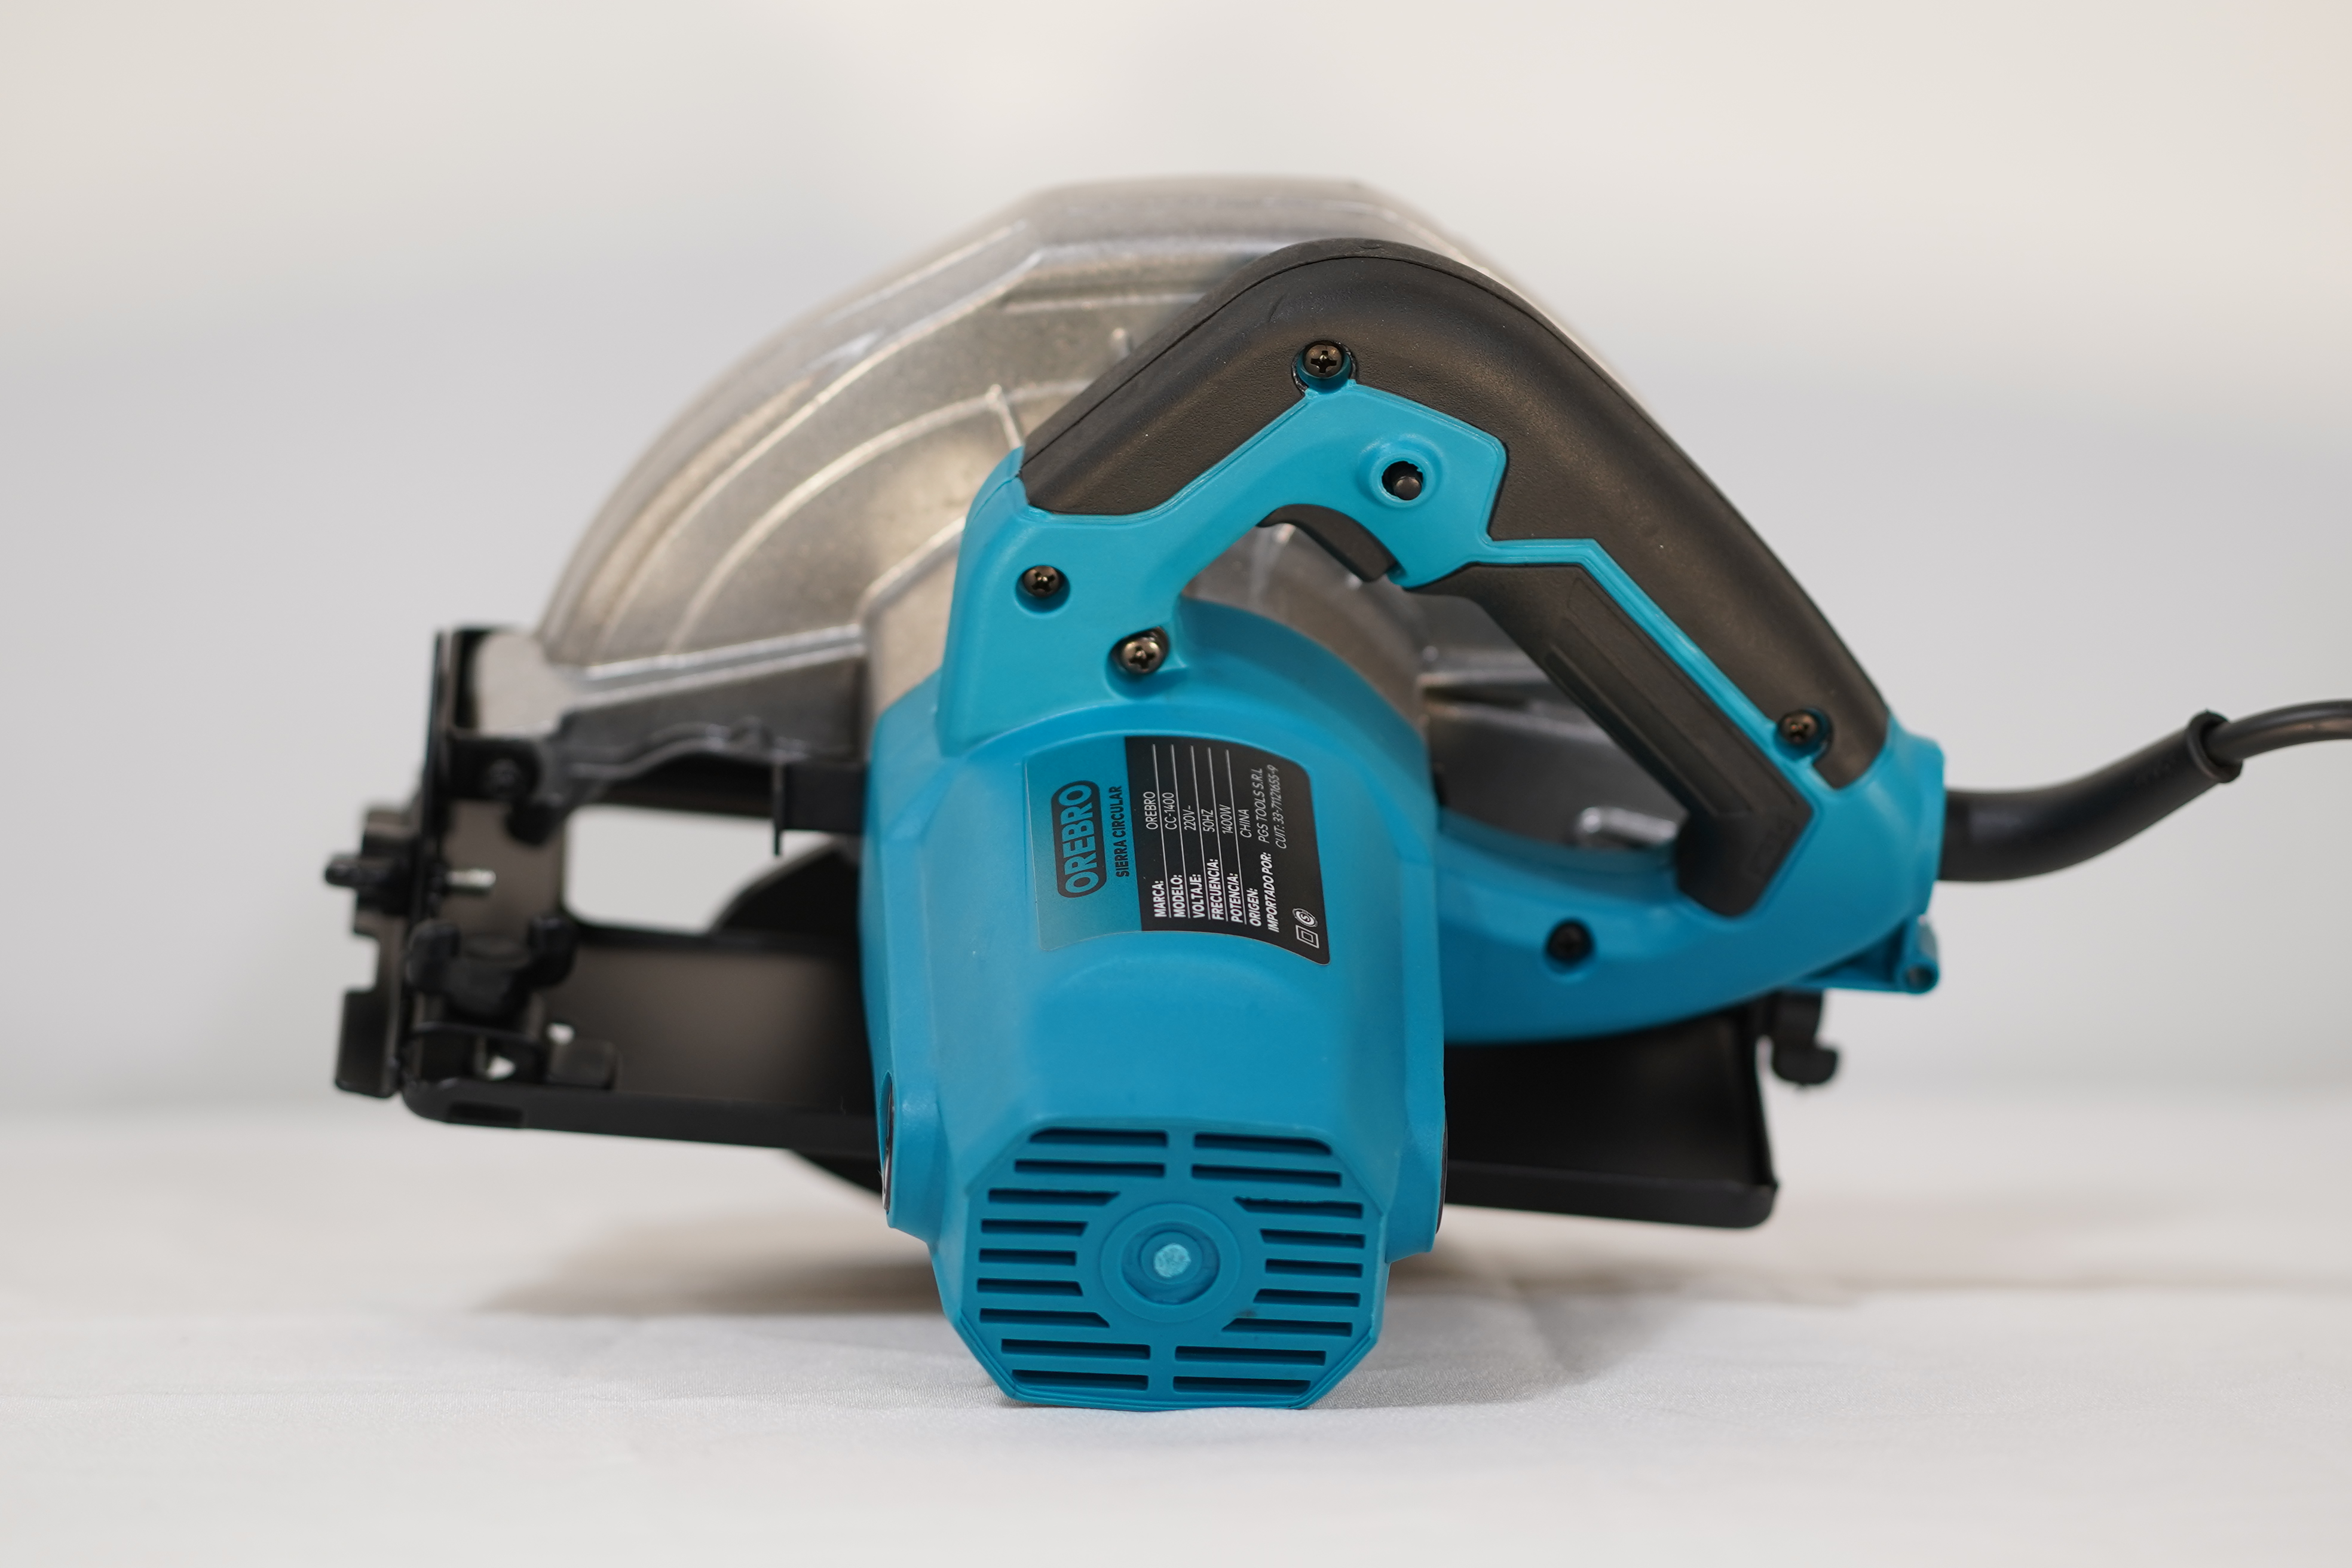 OREBRO
SIERRA CIRCULAR
MARCA: OREBRO
MODELO: CC-1400
VOLTAJE: 220V~
FRECUENCIA: 50HZ
POTENCIA: 1400W
ORIGEN: CHINA
IMPORTADO POR: PGS TOOLS S.R.L
CUIT: 33-71121655-9